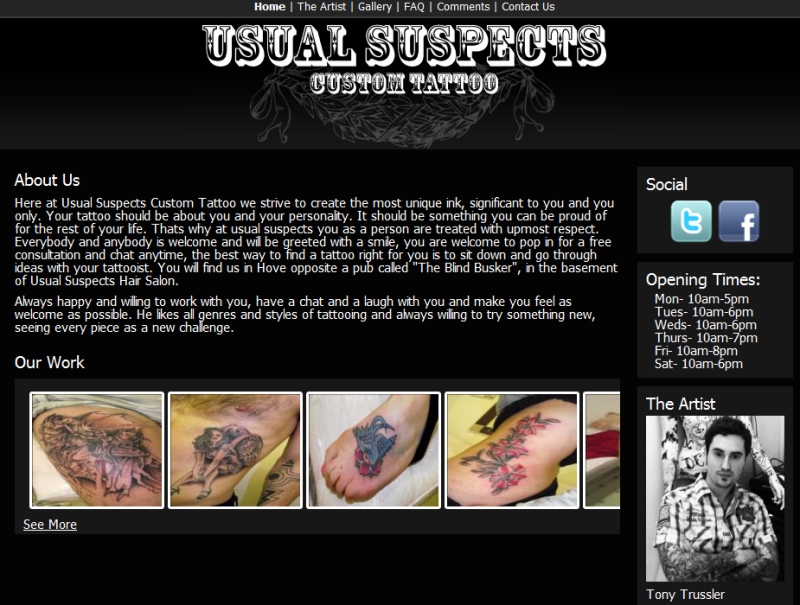 Home | The Artist | Gallery | FAQ | Comments | Contact Us
USUAL SUSPECTS
CUSTOM TATTOO
About Us
Here at Usual Suspects Custom Tattoo we strive to create the most unique ink, significant to you and you
only. Your tattoo should be about you and your personality. It should be something you can be proud of
for the rest of your life. Thats why at usual suspects you as a person are treated with upmost respect.
Everybody and anybody is welcome and will be greeted with a smile, you are welcome to pop in for a free
consultation and chat anytime, the best way to find a tattoo right for you is to sit down and go through
ideas with your tattooist. You will find us in Hove opposite a pub called "The Blind Busker", in the basement
of Usual Suspects Hair Salon.
Always happy and willing to work with you, have a chat and a laugh with you and make you feel as
welcome as possible. He likes all genres and styles of tattooing and always willing to try something new,
seeing every piece as a new challenge.
Our Work
See More
Social
t f
Opening Times:
Mon- 10am-5pm
Tues- 10am-6pm
Weds- 10am-6pm
Thurs- 10am-7pm
Fri- 10am-8pm
Sat- 10am-6pm
The Artist
Tony Trussler